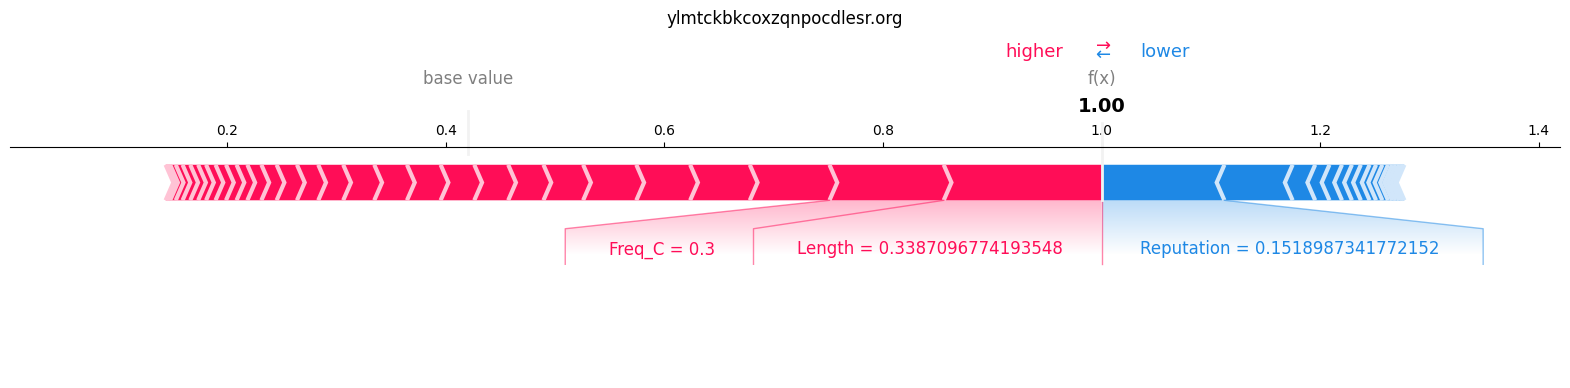 ylmtckbkcoxzqnpocdlesr.org
higher → ← lower
base value f(x)
1.00
0.2 0.4 0.6 0.8 1.0 1.2 1.4
Freq_C = 0.3 Length = 0.3387096774193548 Reputation = 0.1518987341772152